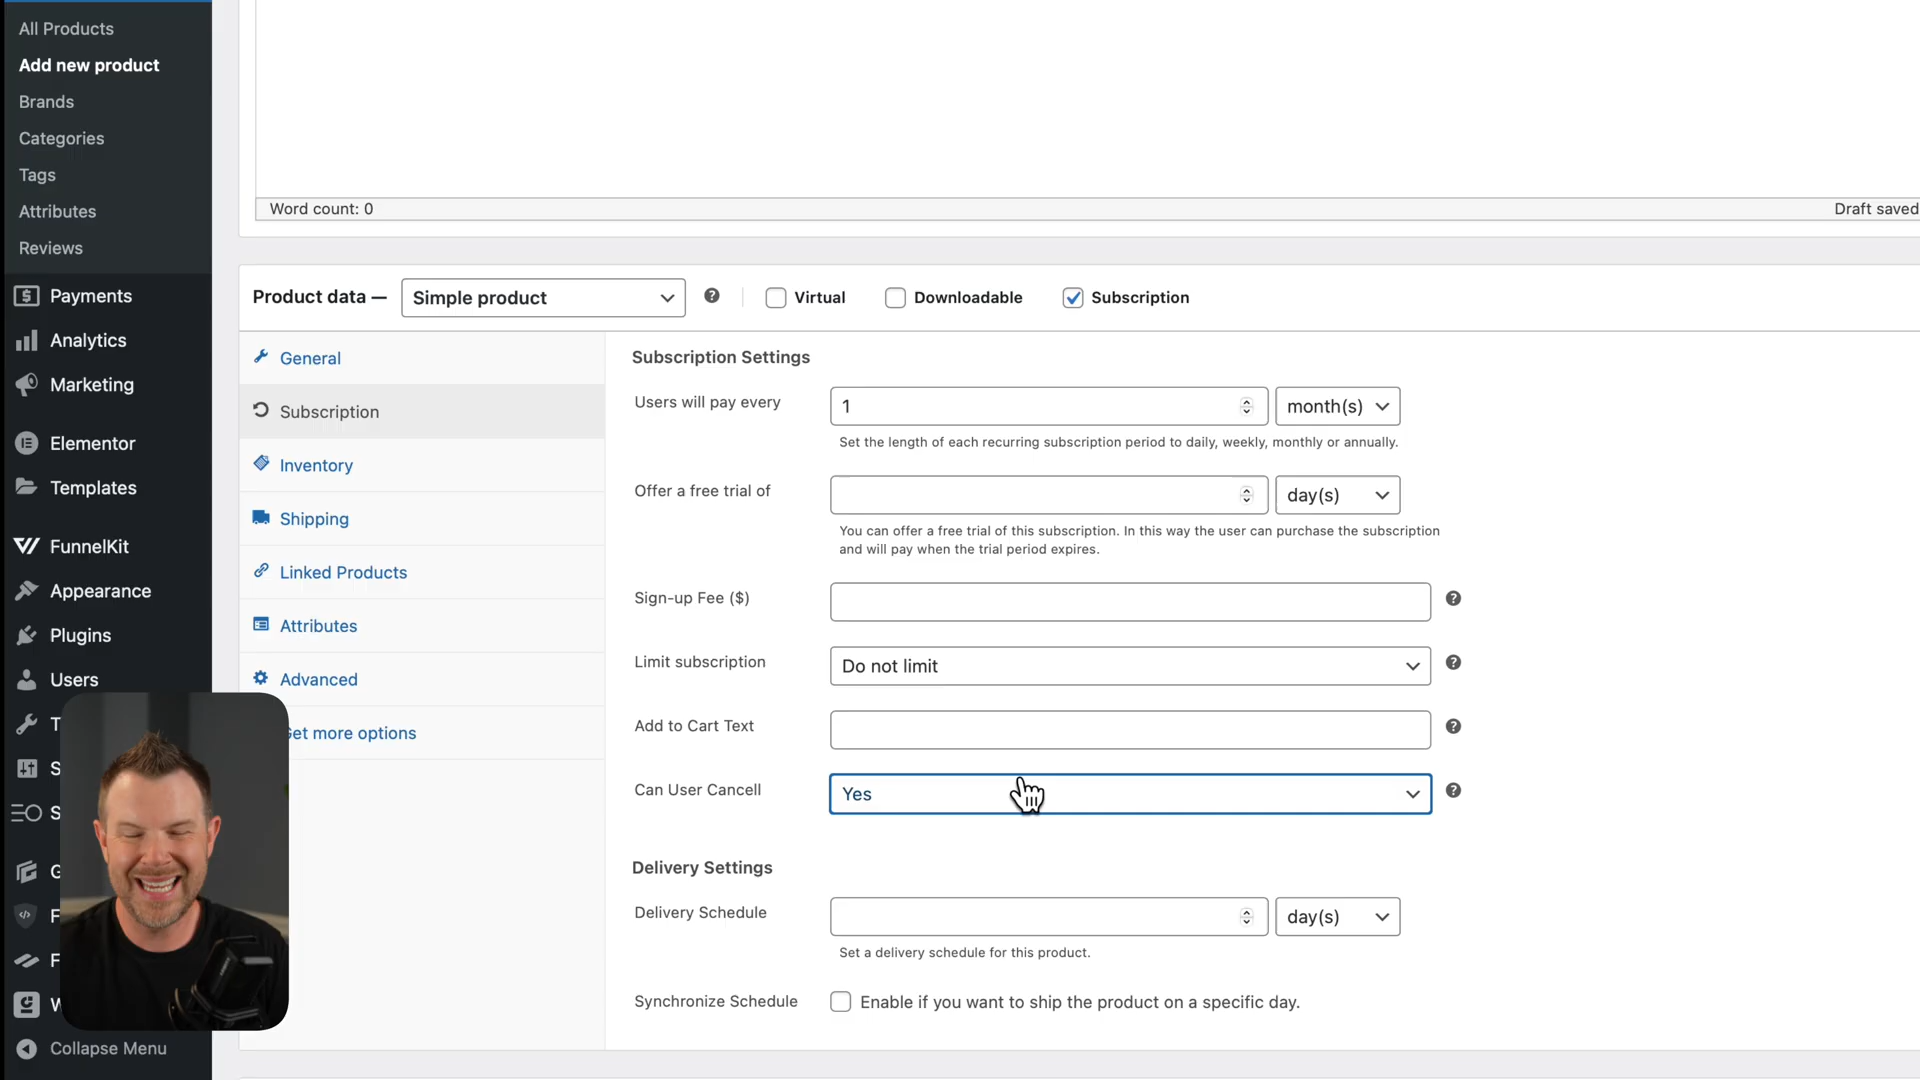 All Products
Add new product
Brands
Categories
Tags
Attributes
Reviews
Payments
Analytics
Marketing
Elementor
Templates
FunnelKit
Appearance
Plugins
Users
T
S
S
G
F
F
W
Collapse Menu
Word count: 0
Draft saved
Product data —
Simple product
Virtual
Downloadable
Subscription
General
Subscription
Inventory
Shipping
Linked Products
Attributes
Advanced
Get more options
Subscription Settings
Users will pay every
1
month(s)
Set the length of each recurring subscription period to daily, weekly, monthly or annually.
Offer a free trial of
day(s)
You can offer a free trial of this subscription. In this way the user can purchase the subscription
and will pay when the trial period expires.
Sign-up Fee ($)
Limit subscription
Do not limit
Add to Cart Text
Can User Cancell
Yes
Delivery Settings
Delivery Schedule
day(s)
Set a delivery schedule for this product.
Synchronize Schedule
Enable if you want to ship the product on a specific day.